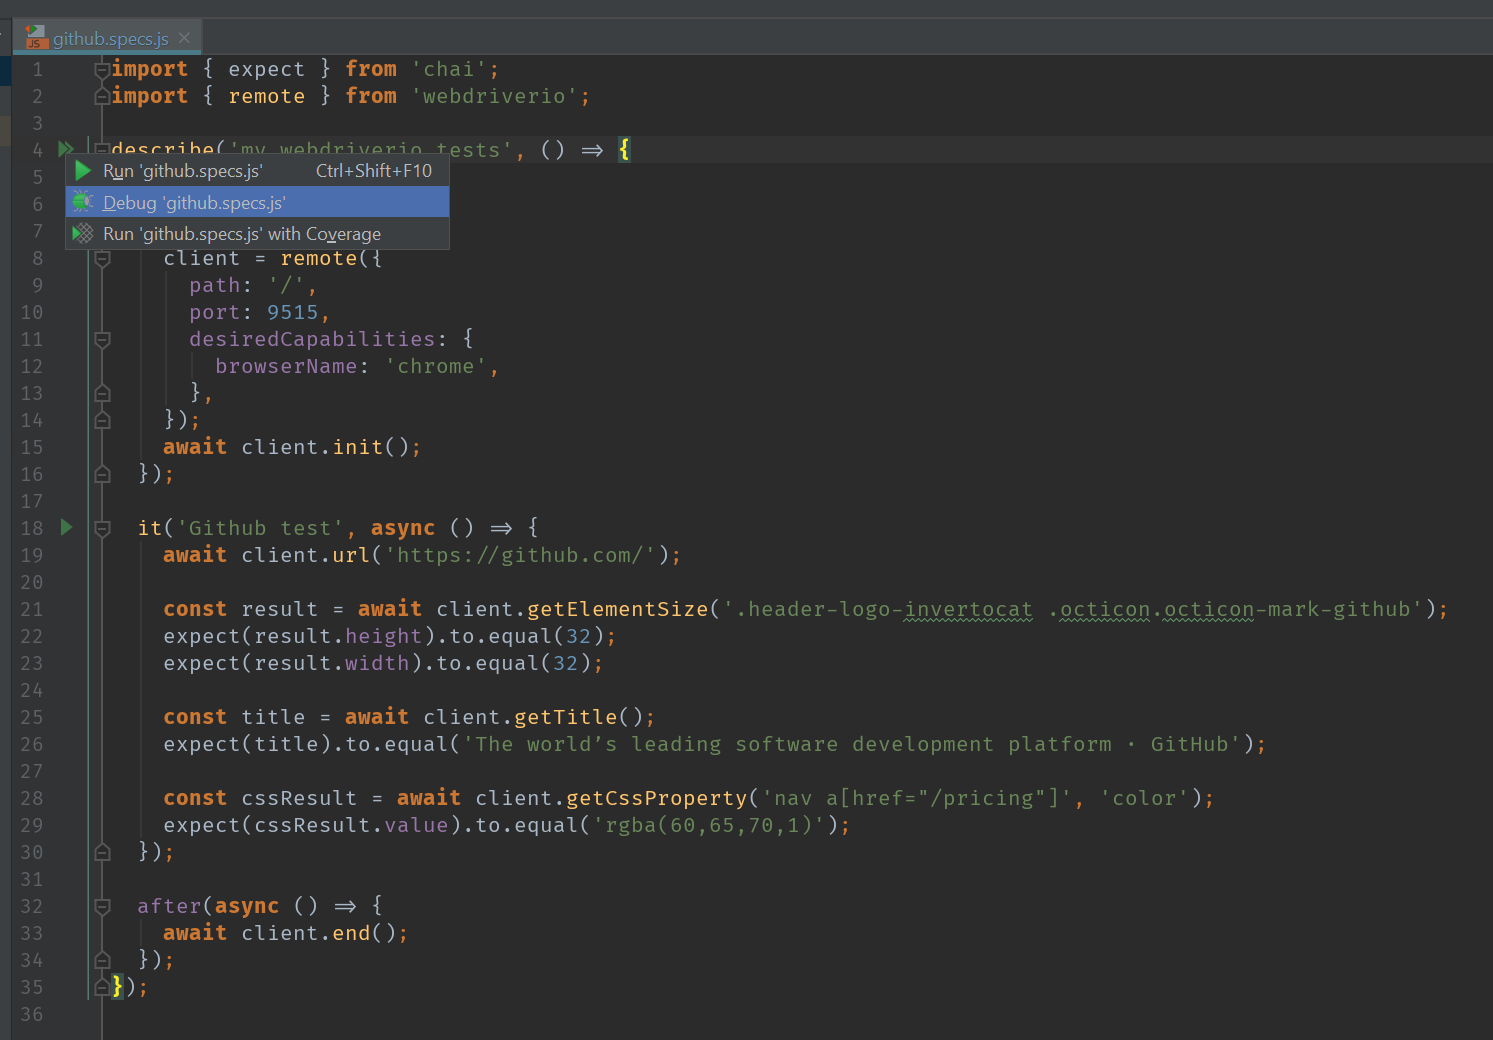 JS github.specs.js
1 import { expect } from 'chai';
2 import { remote } from 'webdriverio';
3
4 describe('my webdriverio tests', () => {
5 Run 'github.specs.js' Ctrl+Shift+F10
6 Debug 'github.specs.js'
7 Run 'github.specs.js' with Coverage
8 client = remote({
9 path: '/',
10 port: 9515,
11 desiredCapabilities: {
12 browserName: 'chrome',
13 },
14 });
15 await client.init();
16 });
17
18 it('Github test', async () => {
19 await client.url('https://github.com/');
20
21 const result = await client.getElementSize('.header-logo-invertocat .octicon.octicon-mark-github');
22 expect(result.height).to.equal(32);
23 expect(result.width).to.equal(32);
24
25 const title = await client.getTitle();
26 expect(title).to.equal('The world’s leading software development platform · GitHub');
27
28 const cssResult = await client.getCssProperty('nav a[href="/pricing"]', 'color');
29 expect(cssResult.value).to.equal('rgba(60,65,70,1)');
30 });
31
32 after(async () => {
33 await client.end();
34 });
35 });
36